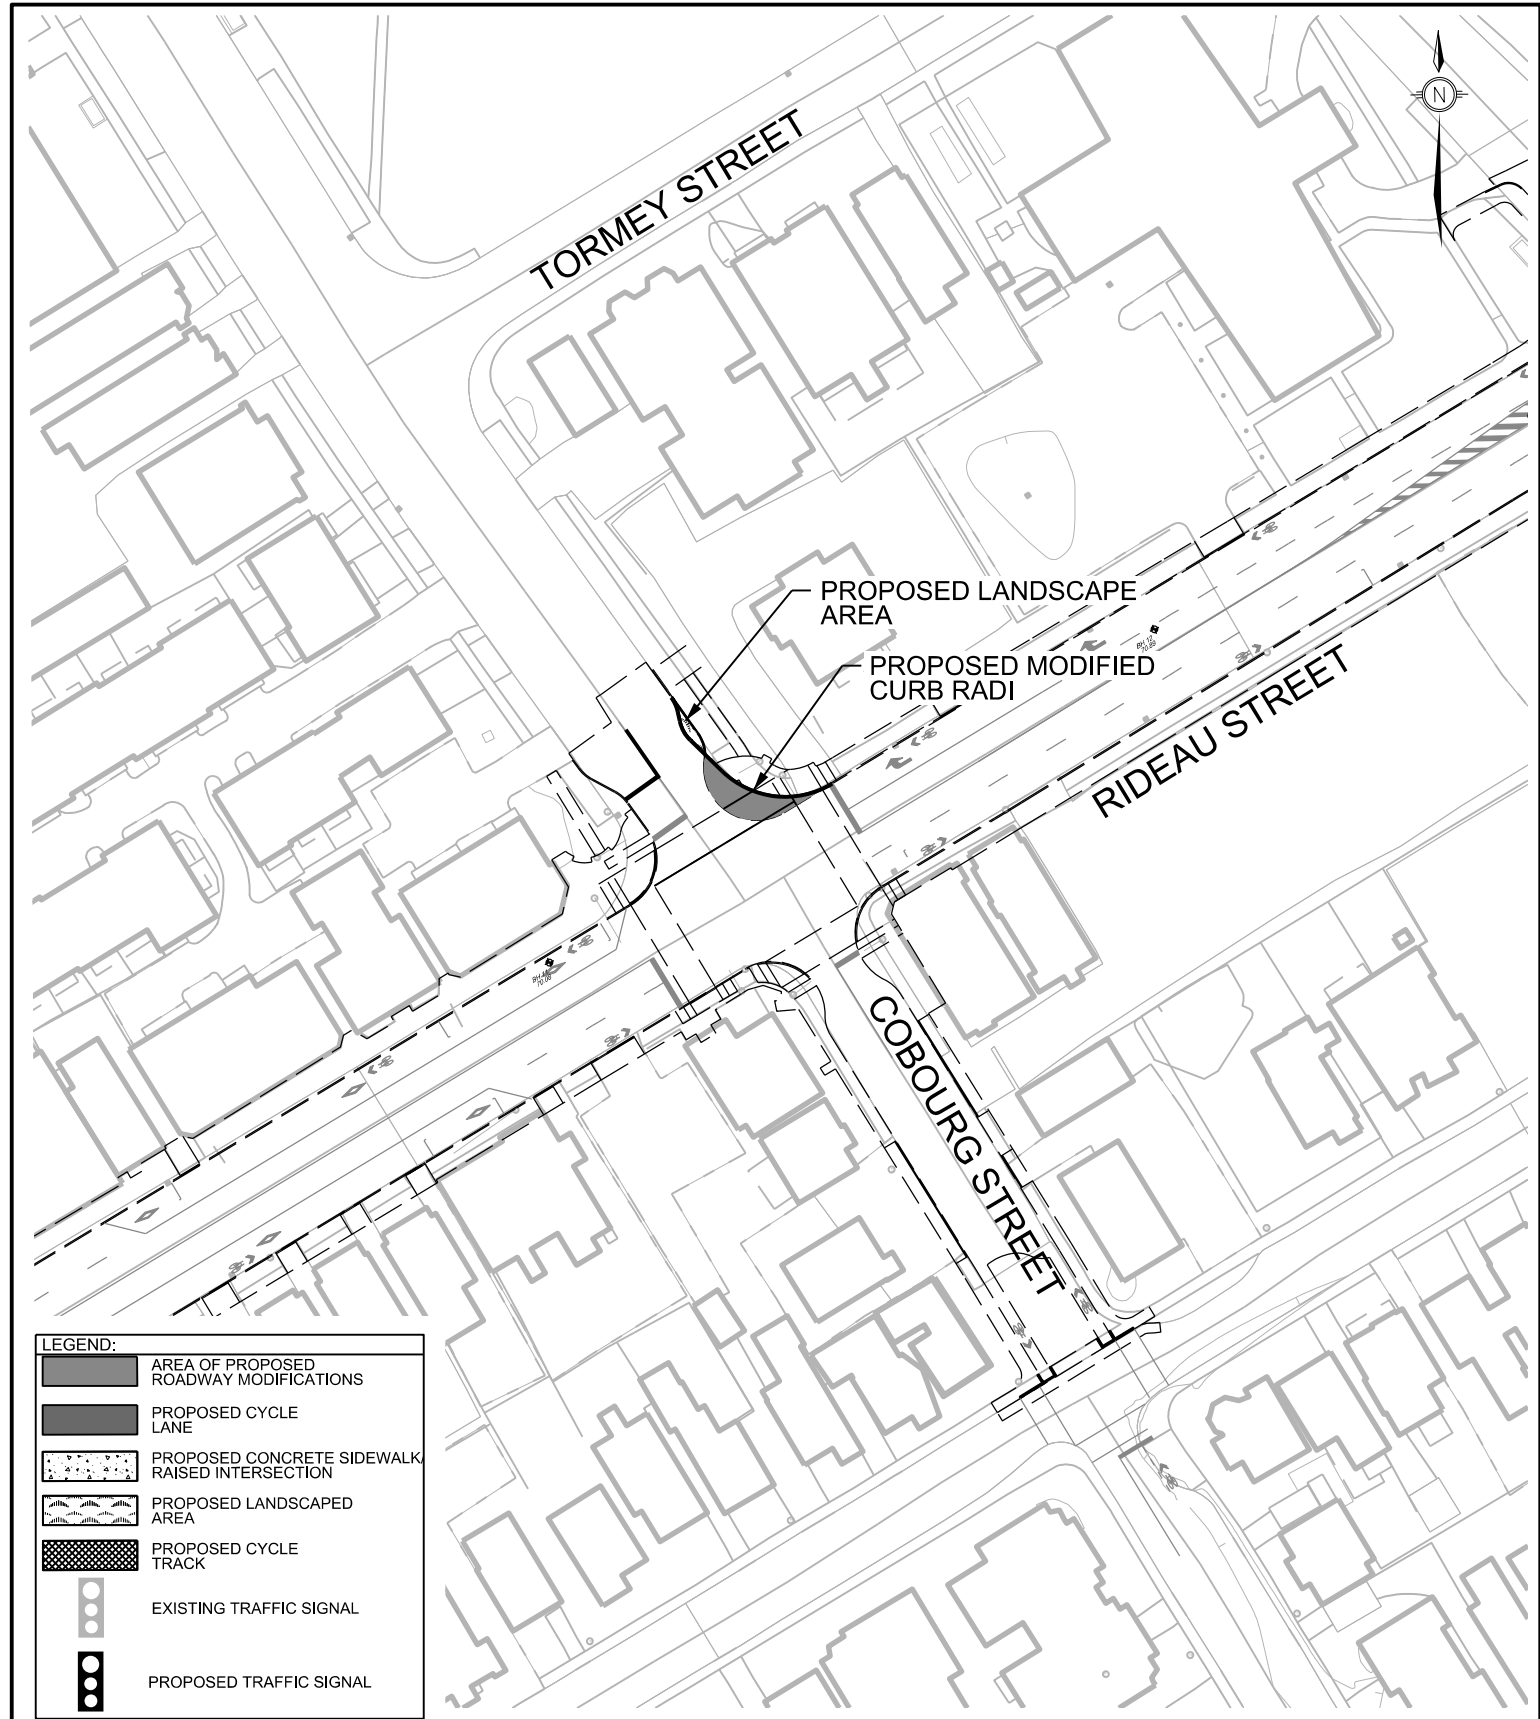 N
TORMEY STREET
PROPOSED LANDSCAPE
AREA
PROPOSED MODIFIED
CURB RADI
BH 12
RIDEAU STREET
COBOURG STREET
LEGEND:
AREA OF PROPOSED
ROADWAY MODIFICATIONS
PROPOSED CYCLE
LANE
PROPOSED CONCRETE SIDEWALK/
RAISED INTERSECTION
PROPOSED LANDSCAPED
AREA
PROPOSED CYCLE
TRACK
EXISTING TRAFFIC SIGNAL
PROPOSED TRAFFIC SIGNAL